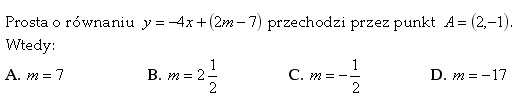 Prosta o równaniu y = −4x + (2m − 7) przechodzi przez punkt A = (2,−1).
Wtedy:
A. m = 7 B. m = 2 1/2 C. m = − 1/2 D. m = −17